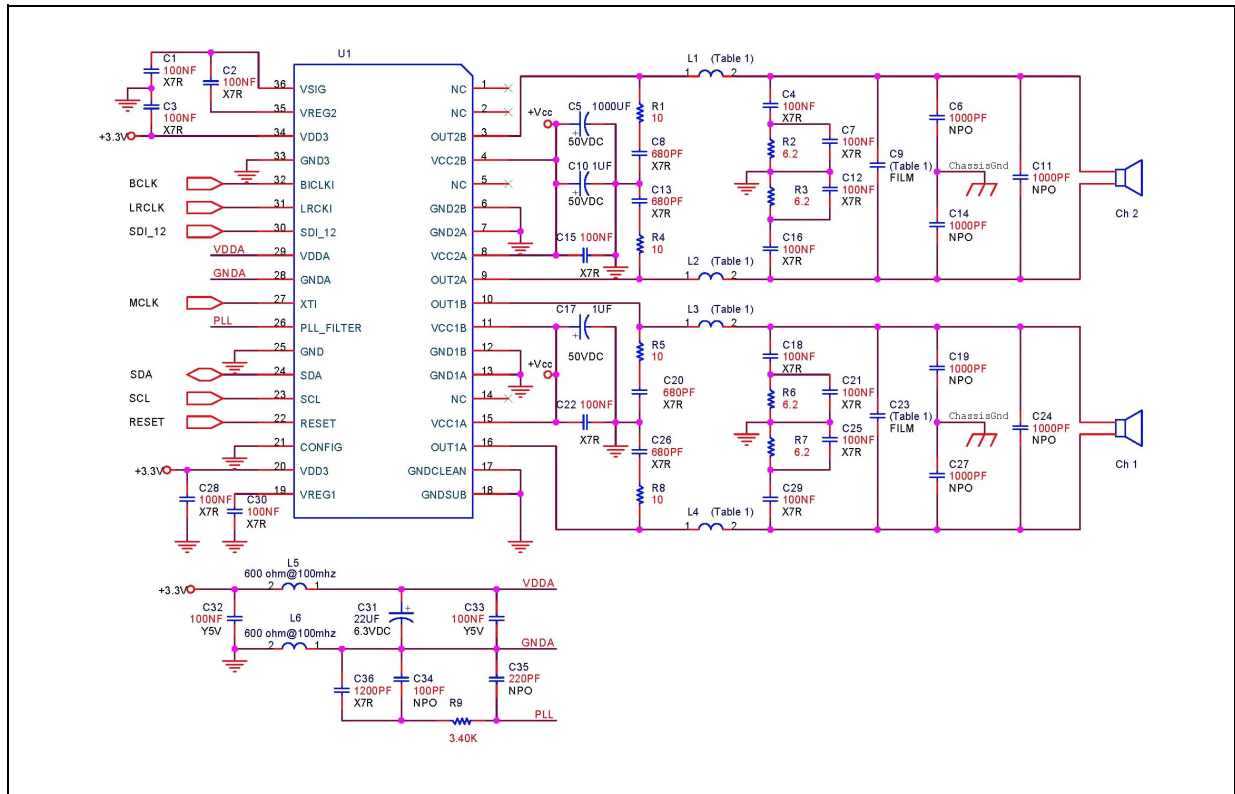 U1
C1
100NF
X7R
C2
100NF
X7R
C3
100NF
X7R
+3.3V
BCLK
LRCLK
SDI_12
VDDA
GNDA
MCLK
PLL
SDA
SCL
RESET
+3.3V
C28
100NF
X7R
C30
100NF
X7R
36 VSIG
35 VREG2
34 VDD3
33 GND3
32 BICLKI
31 LRCKI
30 SDI_12
29 VDDA
28 GNDA
27 XTI
26 PLL_FILTER
25 GND
24 SDA
23 SCL
22 RESET
21 CONFIG
20 VDD3
19 VREG1
NC 1
NC 2
OUT2B 3
VCC2B 4
NC 5
GND2B 6
GND2A 7
VCC2A 8
OUT2A 9
OUT1B 10
VCC1B 11
GND1B 12
GND1A 13
NC 14
VCC1A 15
OUT1A 16
GNDCLEAN 17
GNDSUB 18
+Vcc
C5 1000UF
+
50VDC
C10 1UF
+
50VDC
C15 100NF
X7R
R1
10
C8
680PF
X7R
C13
680PF
X7R
R4
10
L1 (Table 1)
1 2
L2 (Table 1)
1 2
C4
100NF
X7R
R2
6.2
R3
6.2
C16
100NF
X7R
C7
100NF
X7R
C12
100NF
X7R
C9
(Table 1)
FILM
C6
1000PF
NPO
ChassisGnd
C14
1000PF
NPO
C11
1000PF
NPO
Ch 2
C17 1UF
+
50VDC
+Vcc
C22 100NF
X7R
R5
10
C20
680PF
X7R
C26
680PF
X7R
R8
10
L3 (Table 1)
1 2
L4 (Table 1)
1 2
C18
100NF
X7R
R6
6.2
R7
6.2
C29
100NF
X7R
C21
100NF
X7R
C25
100NF
X7R
C23
(Table 1)
FILM
C19
1000PF
NPO
ChassisGnd
C27
1000PF
NPO
C24
1000PF
NPO
Ch 1
L5
600 ohm@100mhz
2 1
+3.3V
VDDA
C32
100NF
Y5V
L6
600 ohm@100mhz
2 1
C31
22UF
6.3VDC
+
C33
100NF
Y5V
GNDA
C36
1200PF
X7R
C34
100PF
NPO
C35
220PF
NPO
R9
3.40K
PLL